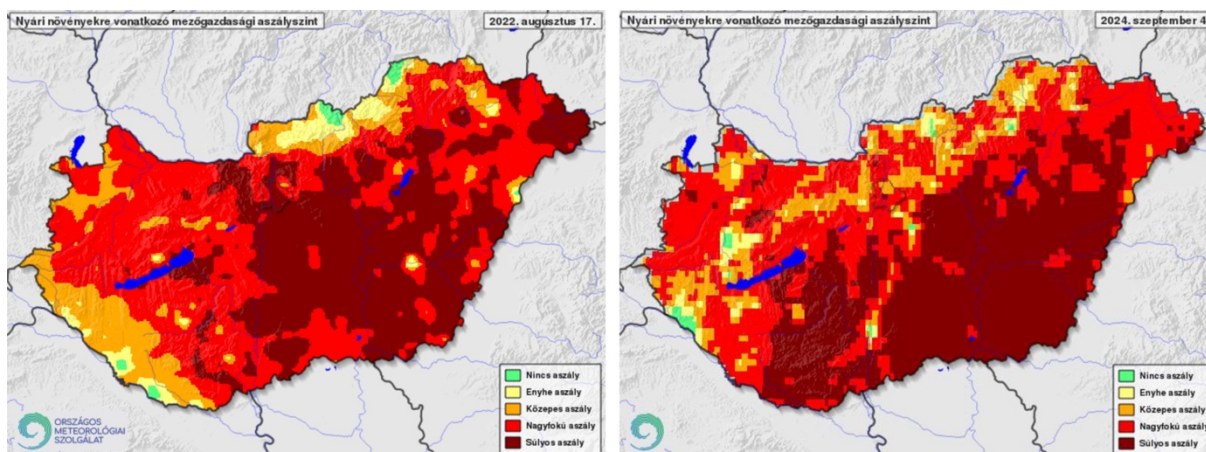 Nyári növényekre vonatkozó mezőgazdasági aszályszint
2022. augusztus 17.
Nincs aszály
Enyhe aszály
Közepes aszály
Nagyfokú aszály
Súlyos aszály
ORSZÁGOS
METEOROLÓGIAI
SZOLGÁLAT
Nyári növényekre vonatkozó mezőgazdasági aszályszint
2024. szeptember 4
Nincs aszály
Enyhe aszály
Közepes aszály
Nagyfokú aszály
Súlyos aszály